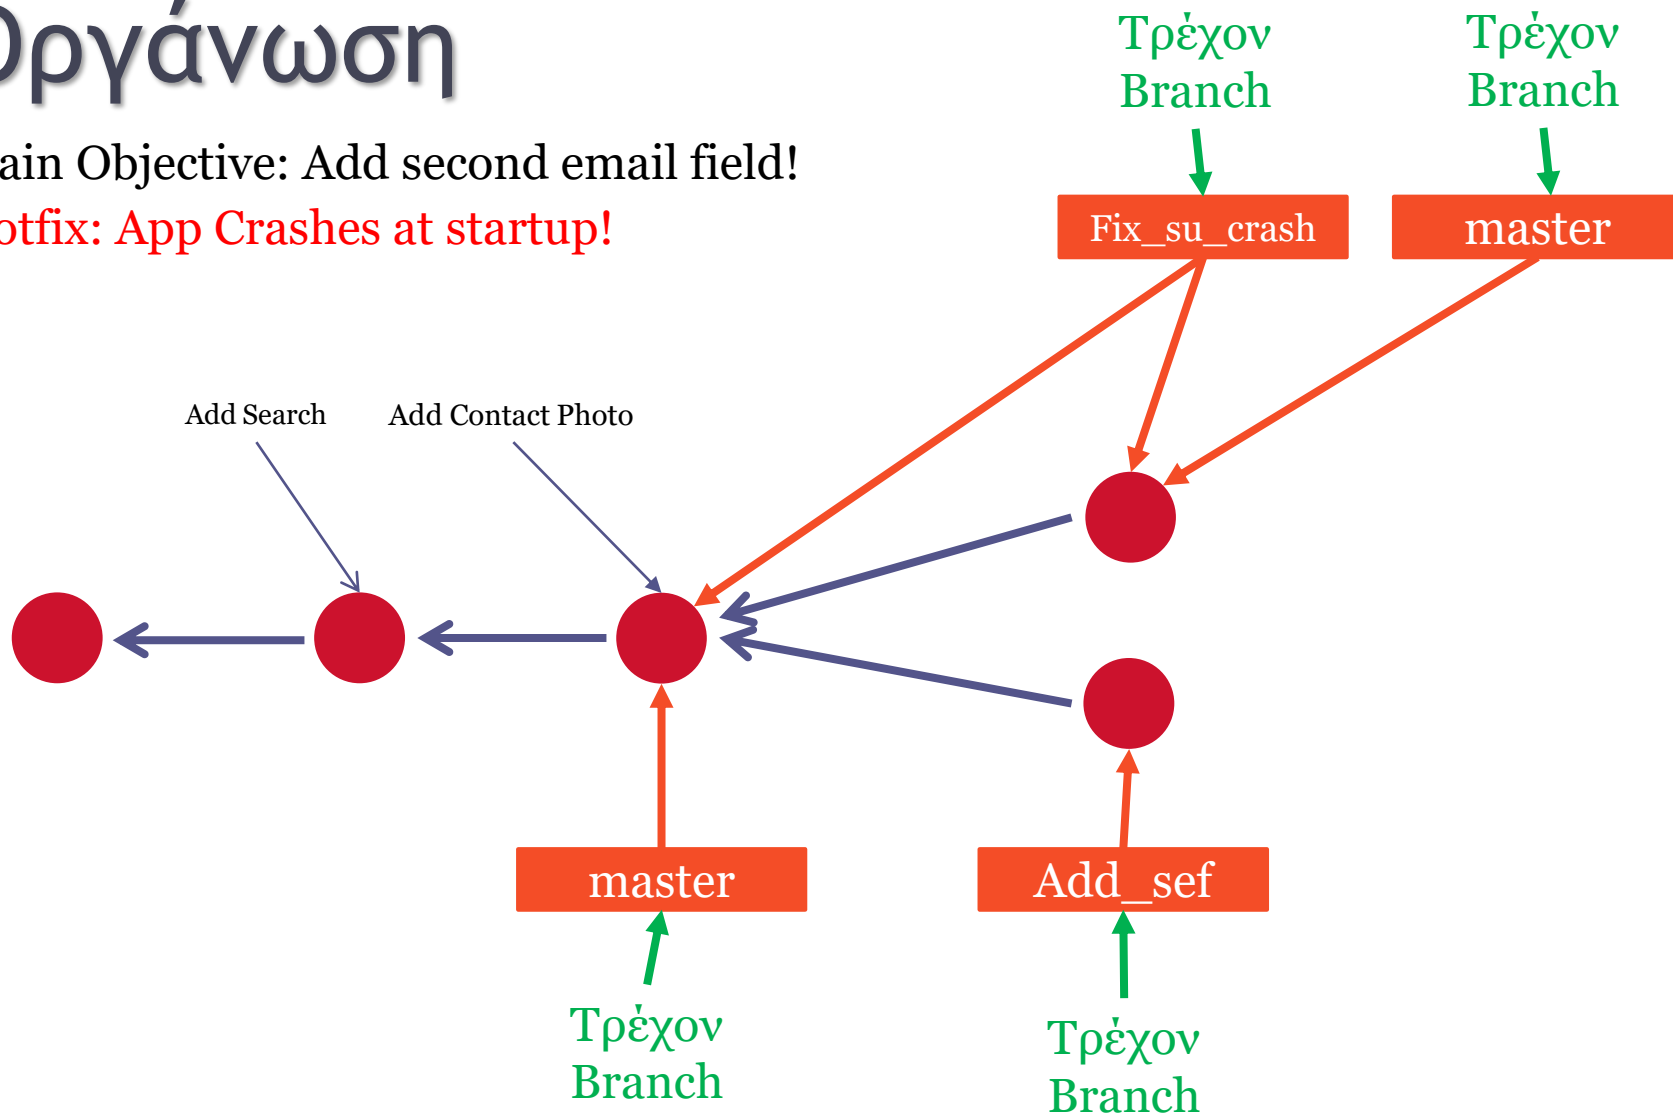 Οργάνωση
ain Objective: Add second email field!
otfix: App Crashes at startup!
Τρέχον
Branch
Τρέχον
Branch
Fix_su_crash
master
Add Search
Add Contact Photo
master
Add_sef
Τρέχον
Branch
Τρέχον
Branch